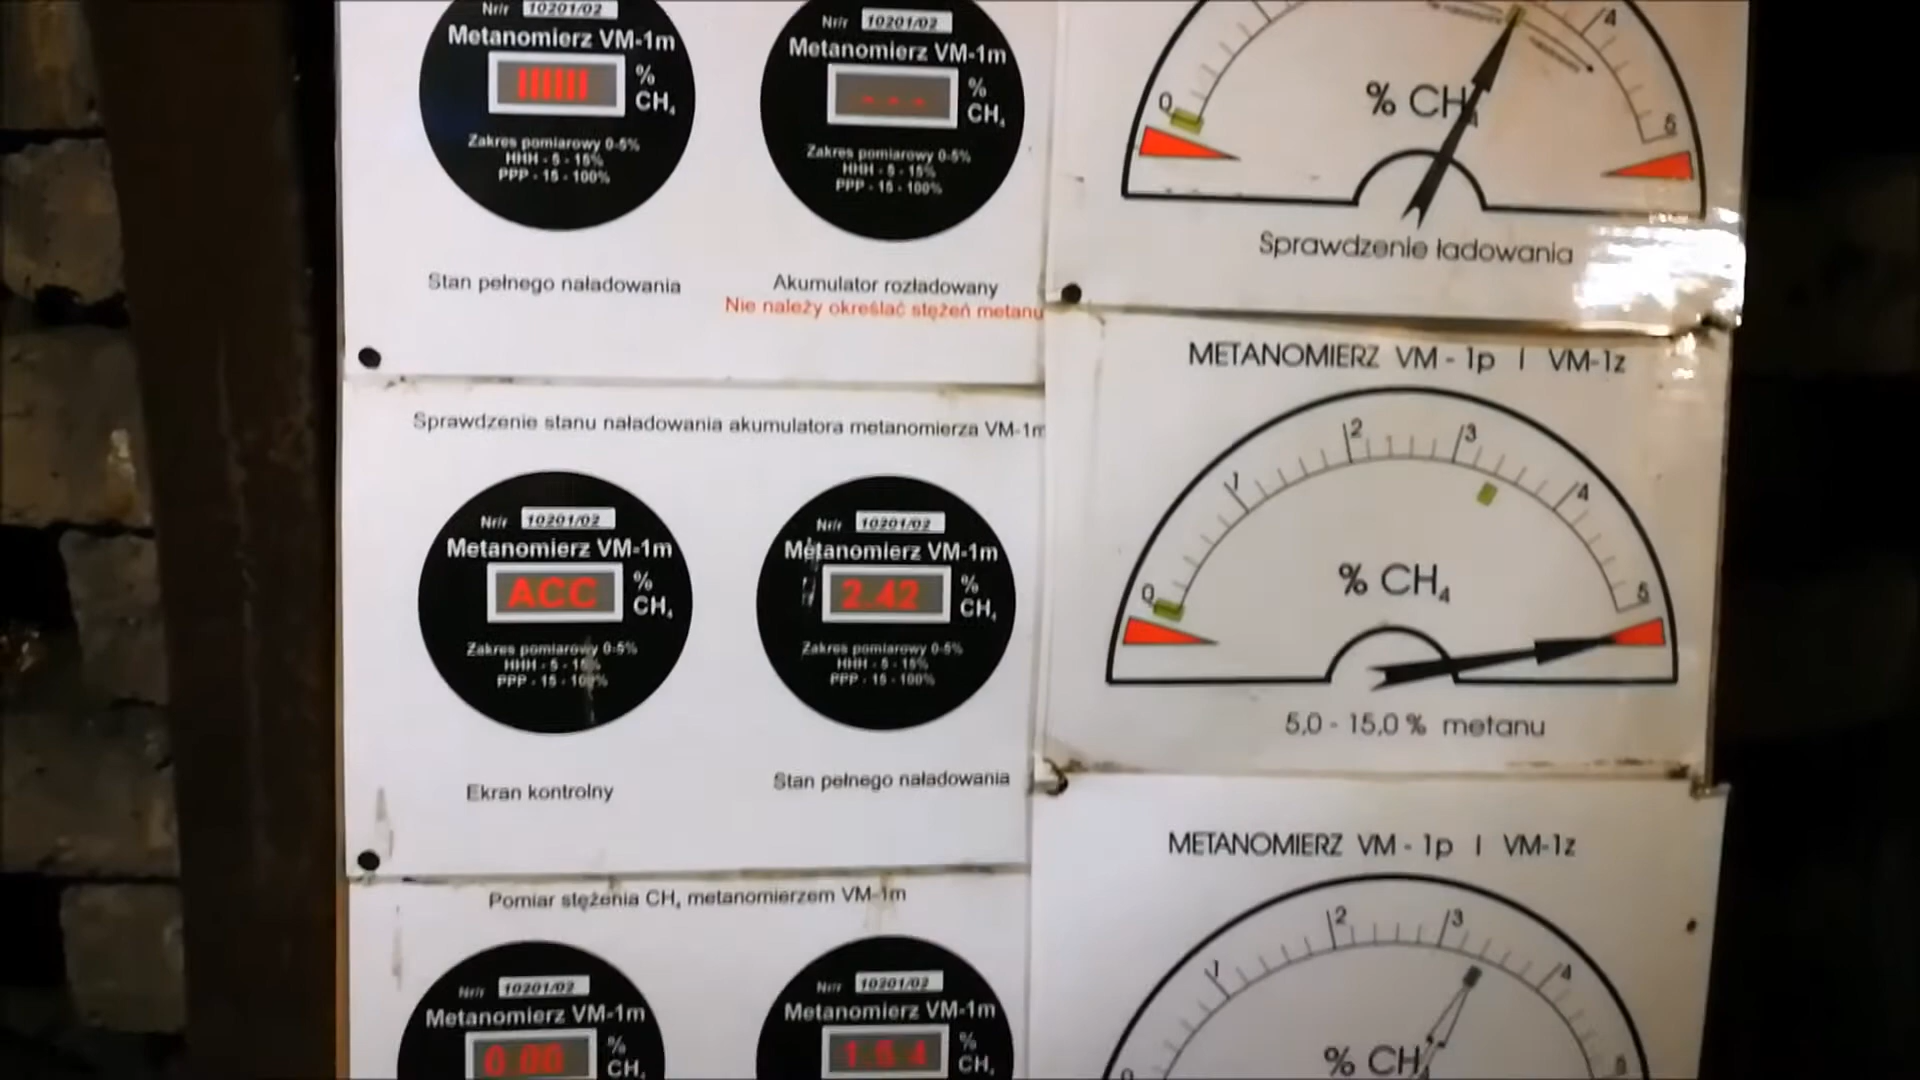 Nr/r 10201/02
Metanomierz VM-1m
%
CH₄
Zakres pomiarowy 0-5%
HHH - 5 - 15%
PPP - 15 - 100%
Stan pełnego naładowania
Nr/r 10201/02
Metanomierz VM-1m
- - -
%
CH₄
Zakres pomiarowy 0-5%
HHH - 5 - 15%
PPP - 15 - 100%
Akumulator rozładowany
Nie należy określać stężeń metanu
0 4 5
% CH₄
Sprawdzenie ładowania
Sprawdzenie stanu naładowania akumulatora metanomierza VM-1m
Nr/r 10201/02
Metanomierz VM-1m
ACC
%
CH₄
Zakres pomiarowy 0-5%
HHH - 5 - 15%
PPP - 15 - 100%
Ekran kontrolny
Nr/r 10201/02
Metanomierz VM-1m
2.42
%
CH₄
Zakres pomiarowy 0-5%
HHH - 5 - 15%
PPP - 15 - 100%
Stan pełnego naładowania
METANOMIERZ VM - 1p I VM-1z
0 1 2 3 4 5
% CH₄
5,0 - 15,0 % metanu
Pomiar stężenia CH₄ metanomierzem VM-1m
Nr/r 10201/02
Metanomierz VM-1m
0.00
%
CH₄
Nr/r 10201/02
Metanomierz VM-1m
1.54
%
CH₄
METANOMIERZ VM - 1p I VM-1z
0 1 2 3 4 5
% CH₄